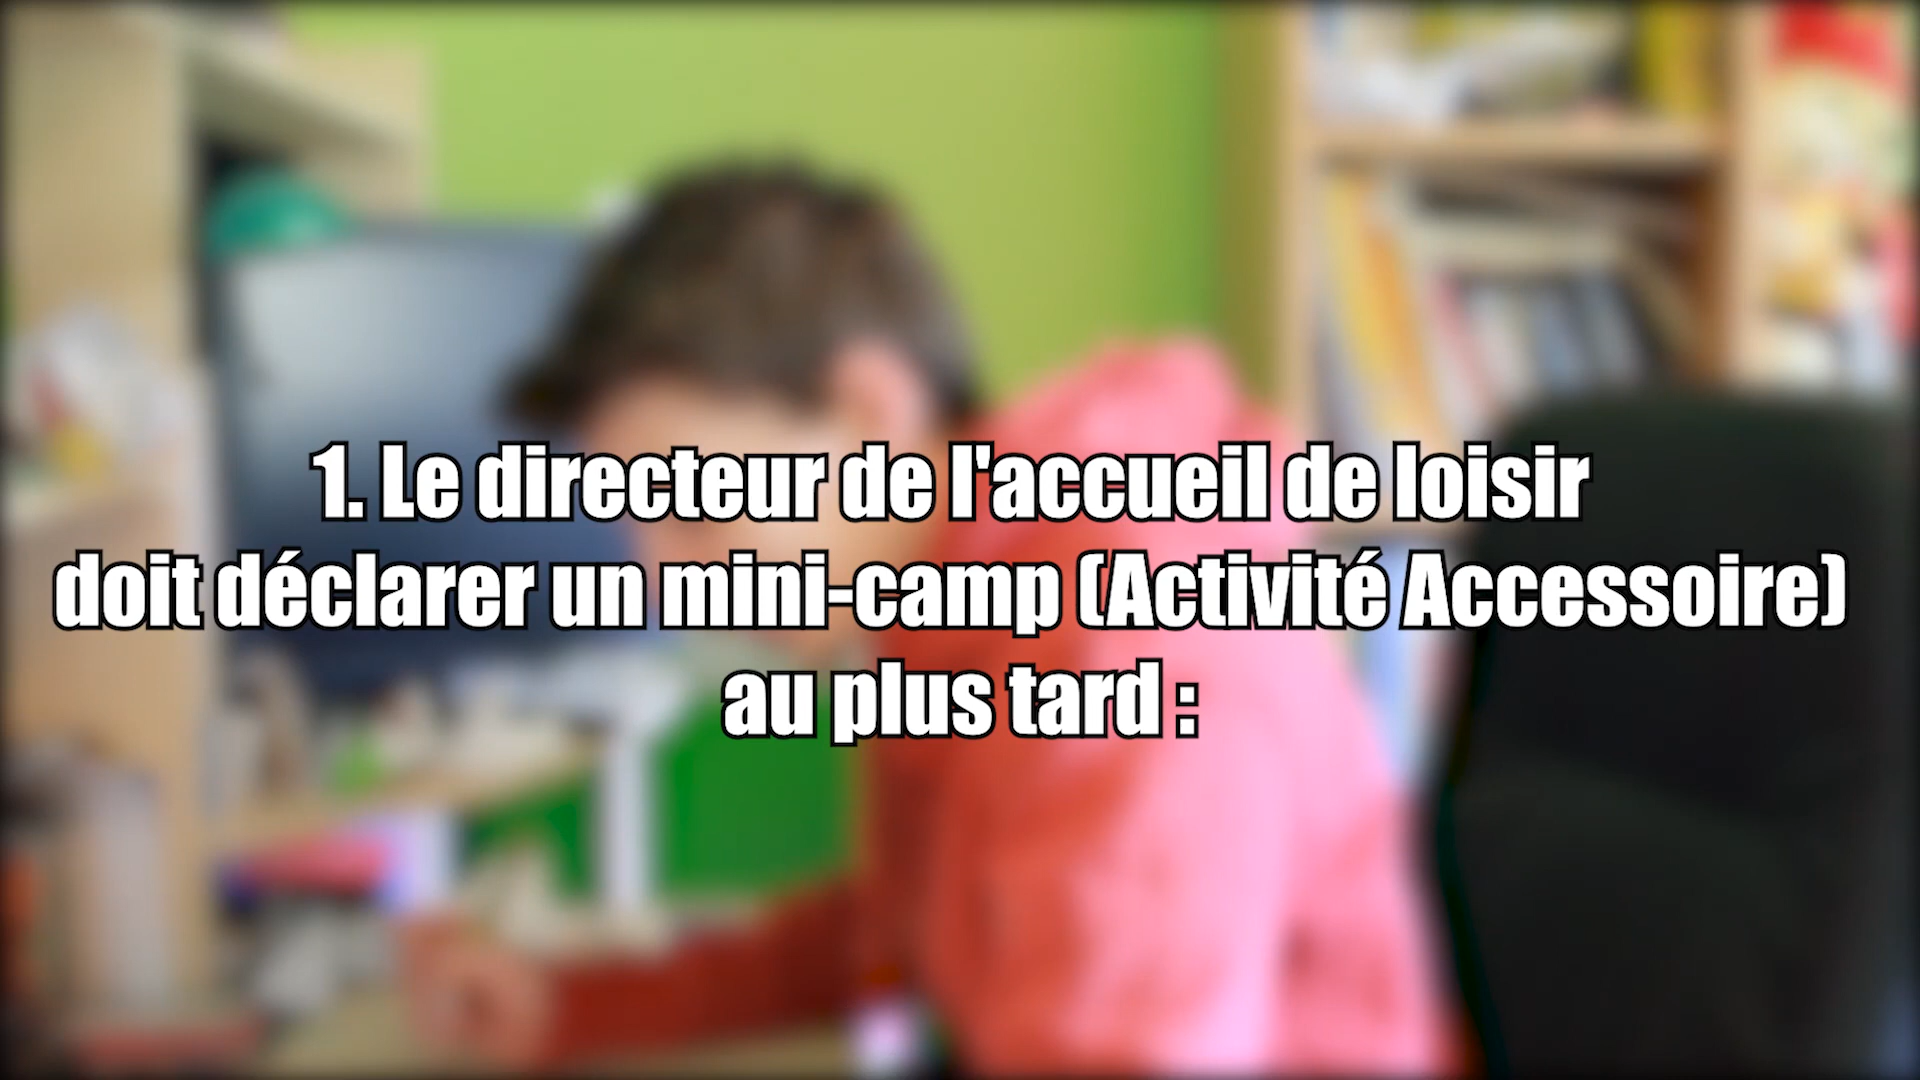 1. Le directeur de l'accueil de loisir
doit déclarer un mini-camp (Activité Accessoire)
au plus tard :